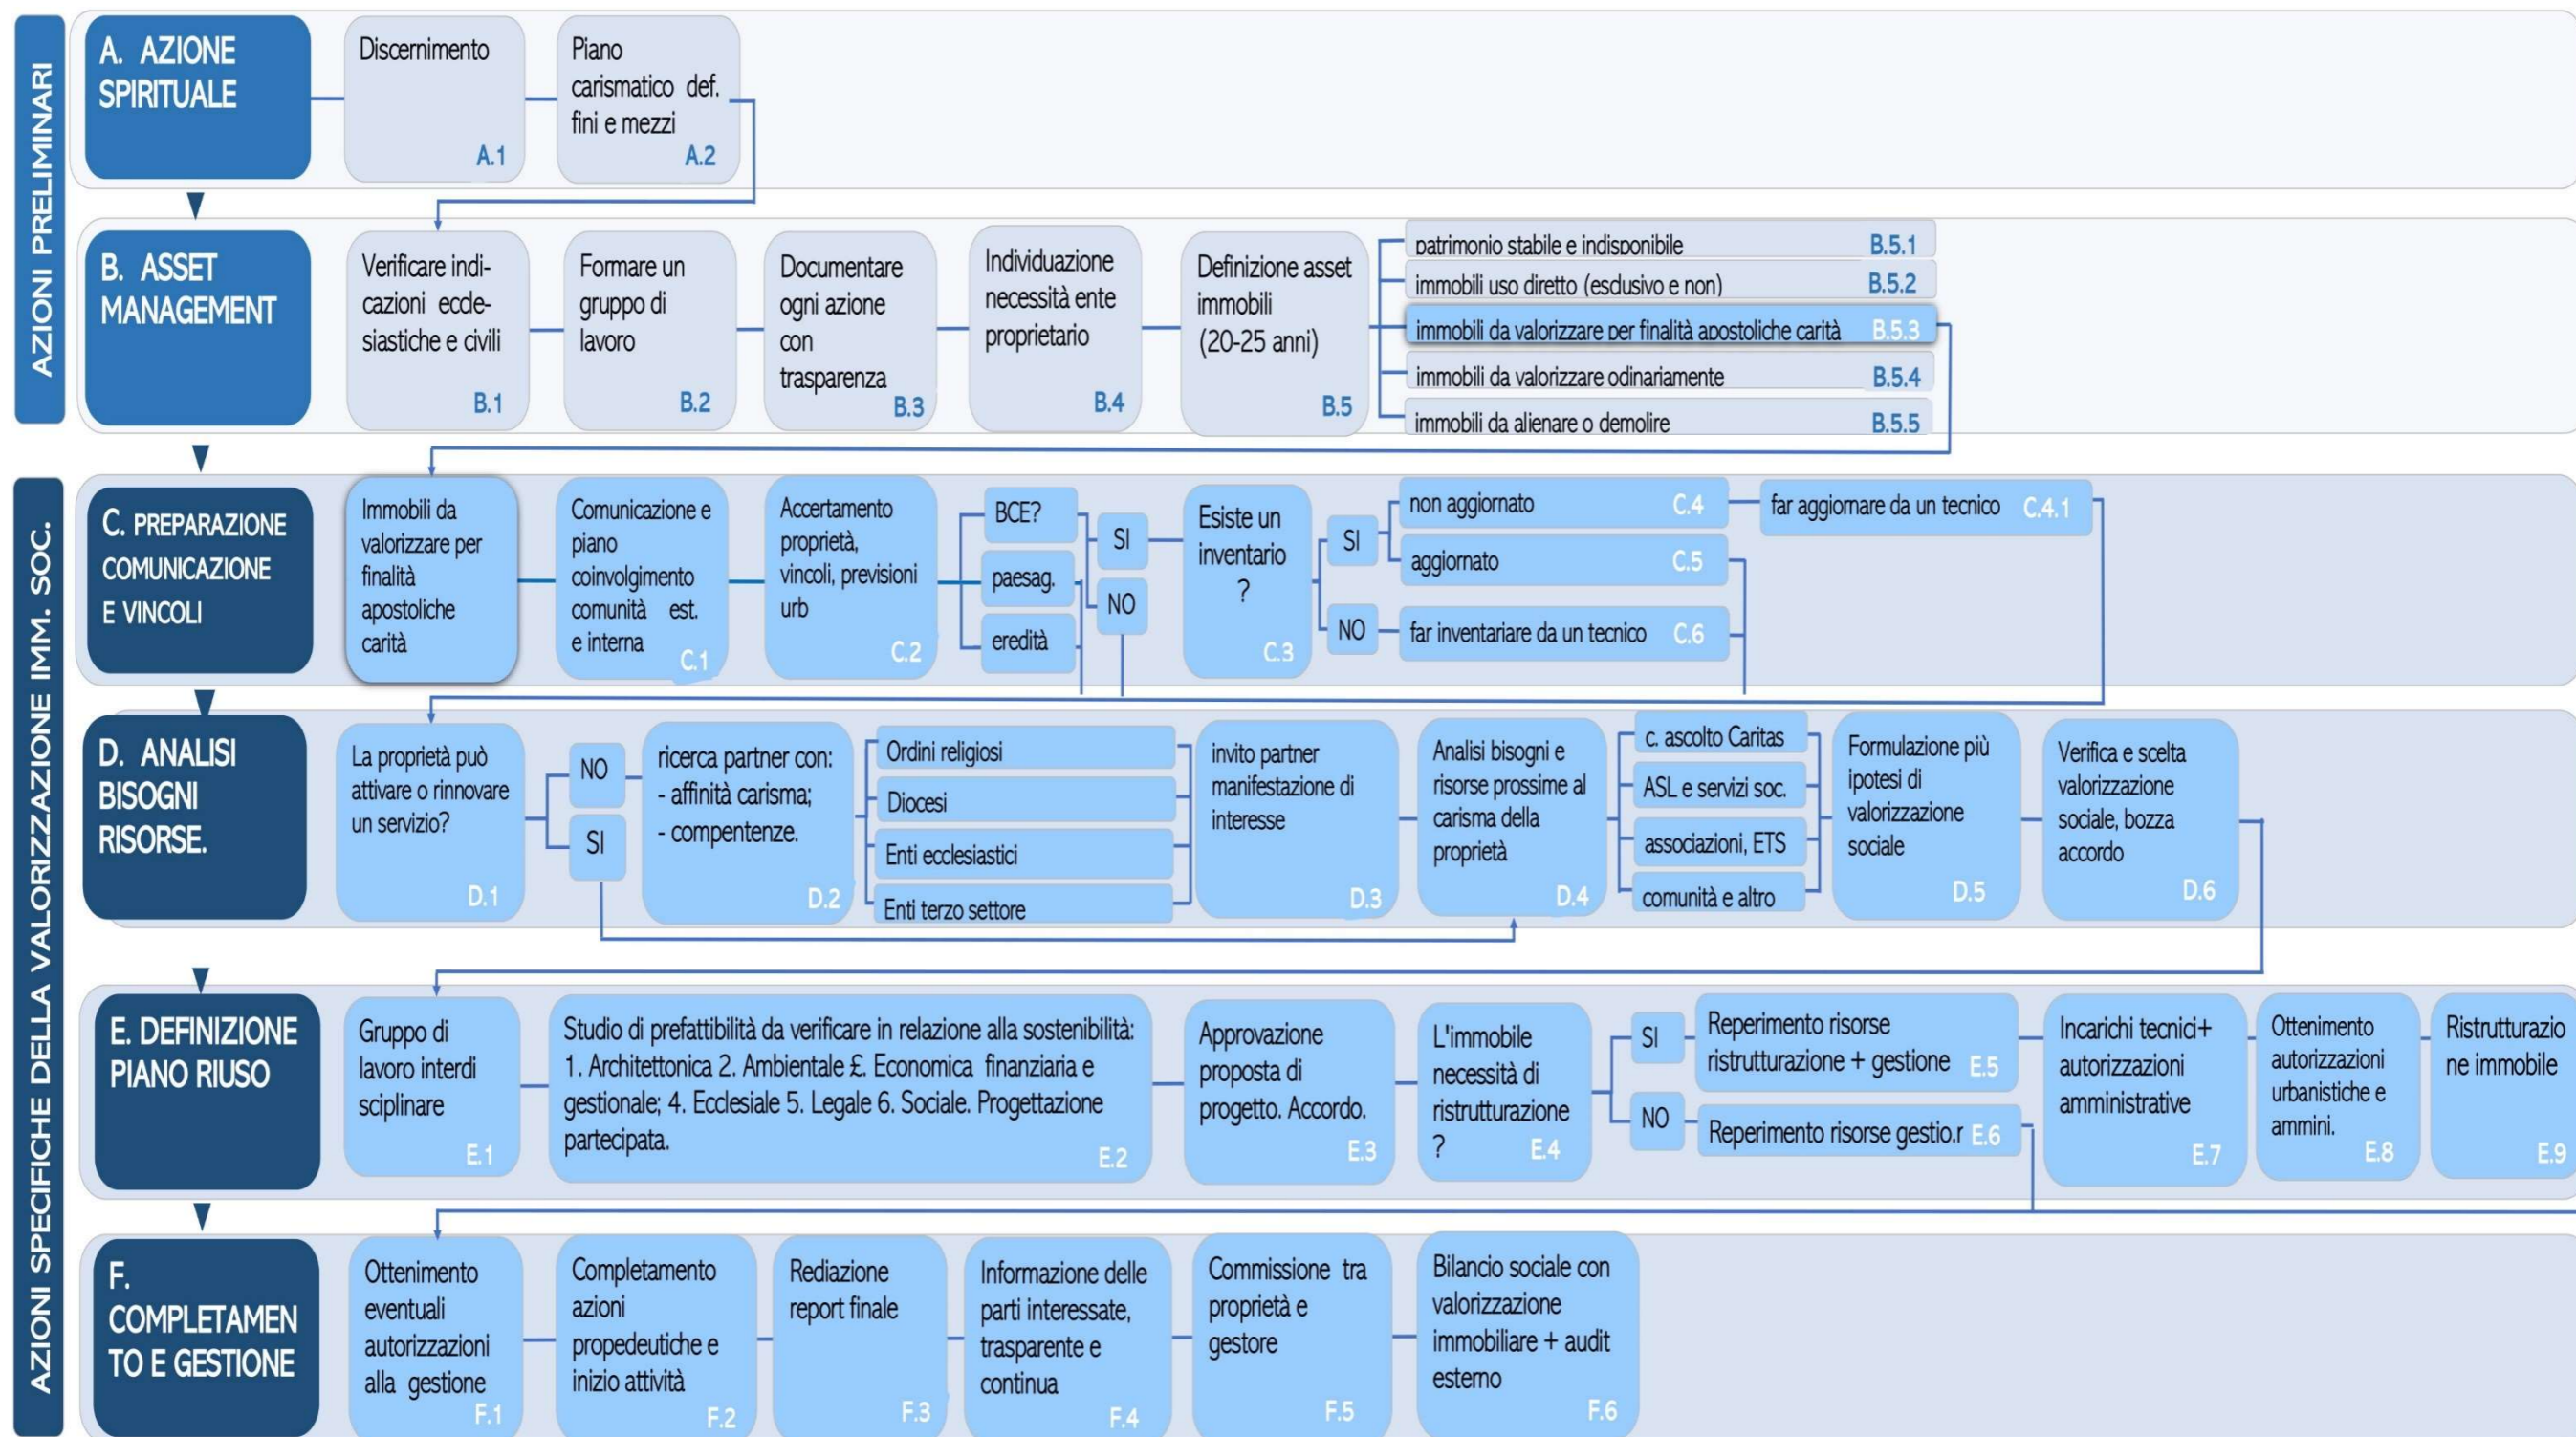 AZIONI PRELIMINARI
A. AZIONE
SPIRITUALE
Discernimento
A.1
Piano
carismatico def.
fini e mezzi
A.2
B. ASSET
MANAGEMENT
Verificare indi-
cazioni eccle-
siastiche e civili
B.1
Formare un
gruppo di
lavoro
B.2
Documentare
ogni azione
con
trasparenza
B.3
Individuazione
necessità ente
proprietario
B.4
Definizione asset
immobili
(20-25 anni)
B.5
patrimonio stabile e indisponibile B.5.1
immobili uso diretto (esclusivo e non) B.5.2
immobili da valorizzare per finalità apostoliche carità B.5.3
immobili da valorizzare odinariamente B.5.4
immobili da alienare o demolire B.5.5
AZIONI SPECIFICHE DELLA VALORIZZAZIONE IMM. SOC.
C. PREPARAZIONE
COMUNICAZIONE
E VINCOLI
Immobili da
valorizzare per
finalità
apostoliche
carità
Comunicazione e
piano
coinvolgimento
comunità est.
e interna
C.1
Accertamento
proprietà,
vincoli, previsioni
urb
C.2
BCE?
paesag.
eredità
SI
NO
Esiste un
inventario
?
C.3
SI
NO
non aggiornato C.4
aggiornato C.5
far inventariare da un tecnico C.6
far aggiornare da un tecnico C.4.1
D. ANALISI
BISOGNI
RISORSE.
La proprietà può
attivare o rinnovare
un servizio?
D.1
NO
SI
ricerca partner con:
- affinità carisma;
- compentenze.
D.2
Ordini religiosi
Diocesi
Enti ecclesiastici
Enti terzo settore
invito partner
manifestazione di
interesse
D.3
Analisi bisogni e
risorse prossime al
carisma della
proprietà
D.4
c. ascolto Caritas
ASL e servizi soc.
associazioni, ETS
comunità e altro
Formulazione più
ipotesi di
valorizzazione
sociale
D.5
Verifica e scelta
valorizzazione
sociale, bozza
accordo
D.6
E. DEFINIZIONE
PIANO RIUSO
Gruppo di
lavoro interdi
sciplinare
E.1
Studio di prefattibilità da verificare in relazione alla sostenibilità:
1. Architettonica 2. Ambientale £. Economica finanziaria e
gestionale; 4. Ecclesiale 5. Legale 6. Sociale. Progettazione
partecipata.
E.2
Approvazione
proposta di
progetto. Accordo.
E.3
L'immobile
necessità di
ristrutturazione
?
E.4
SI
NO
Reperimento risorse
ristrutturazione + gestione E.5
Reperimento risorse gestio.r E.6
Incarichi tecnici+
autorizzazioni
amministrative
E.7
Ottenimento
autorizzazioni
urbanistiche e
ammini.
E.8
Ristrutturazio
ne immobile
E.9
F.
COMPLETAMEN
TO E GESTIONE
Ottenimento
eventuali
autorizzazioni
alla gestione
F.1
Completamento
azioni
propedeutiche e
inizio attività
F.2
Rediazione
report finale
F.3
Informazione delle
parti interessate,
trasparente e
continua
F.4
Commissione tra
proprietà e
gestore
F.5
Bilancio sociale con
valorizzazione
immobiliare + audit
esterno
F.6